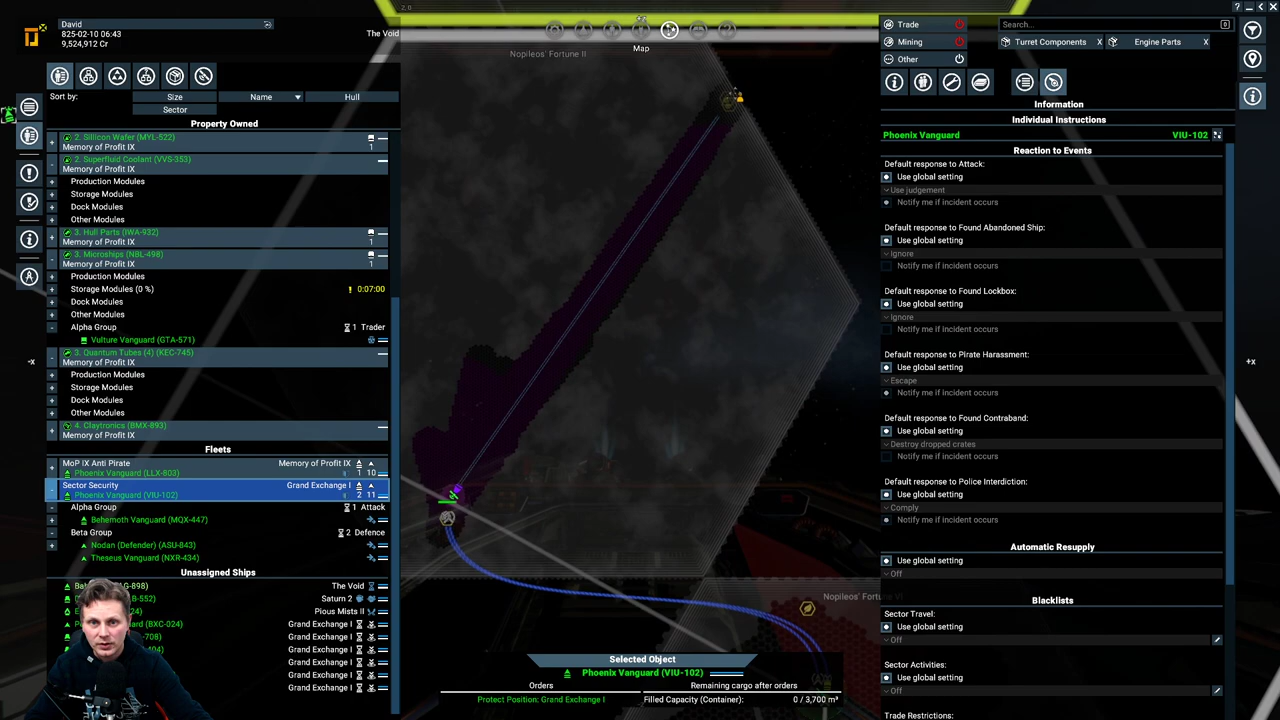 David
825-02-10 06:43
9,524,912 Cr
The Void
Sort by:
Size
Name
Hull
Sector
Property Owned
2. Sillicon Wafer (MYL-522)
Memory of Profit IX
1
2. Superfluid Coolant (VVS-353)
Memory of Profit IX
Production Modules
Storage Modules
Dock Modules
Other Modules
3. Hull Parts (IWA-932)
Memory of Profit IX
1
3. Microships (NBL-498)
Memory of Profit IX
1
Production Modules
Storage Modules (0 %)
! 0:07:00
Dock Modules
Other Modules
Alpha Group
1 Trader
Vulture Vanguard (GTA-571)
3. Quantum Tubes (4) (KEC-745)
Memory of Profit IX
Production Modules
Storage Modules
Dock Modules
Other Modules
4. Claytronics (BMX-893)
Memory of Profit IX
Fleets
MoP IX Anti Pirate
Memory of Profit IX
Phoenix Vanguard (LLX-803)
1 10
Sector Security
Grand Exchange I
Phoenix Vanguard (VIU-102)
2 11
Alpha Group
1 Attack
Behemoth Vanguard (MQX-447)
Beta Group
2 Defence
Nodan (Defender) (ASU-843)
Theseus Vanguard (NXR-434)
Unassigned Ships
The Void
Saturn 2
Pious Mists II
(BXC-024)
Grand Exchange I
Grand Exchange I
Grand Exchange I
Grand Exchange I
Grand Exchange I
Grand Exchange I
Map
Nopileos' Fortune II
Nopileos' Fortune VI
Selected Object
Phoenix Vanguard (VIU-102)
Orders
Remaining cargo after orders
Protect Position: Grand Exchange I
Filled Capacity (Container):
0 / 3,700 m³
Trade
Mining
Other
Search...
Turret Components X
Engine Parts X
Information
Individual Instructions
Phoenix Vanguard
VIU-102
Reaction to Events
Default response to Attack:
Use global setting
Use judgement
Notify me if incident occurs
Default response to Found Abandoned Ship:
Use global setting
Ignore
Notify me if incident occurs
Default response to Found Lockbox:
Use global setting
Ignore
Notify me if incident occurs
Default response to Pirate Harassment:
Use global setting
Escape
Notify me if incident occurs
Default response to Found Contraband:
Use global setting
Destroy dropped crates
Notify me if incident occurs
Default response to Police Interdiction:
Use global setting
Comply
Notify me if incident occurs
Automatic Resupply
Use global setting
Off
Blacklists
Sector Travel:
Use global setting
Off
Sector Activities:
Use global setting
Off
Trade Restrictions:
-x
+x